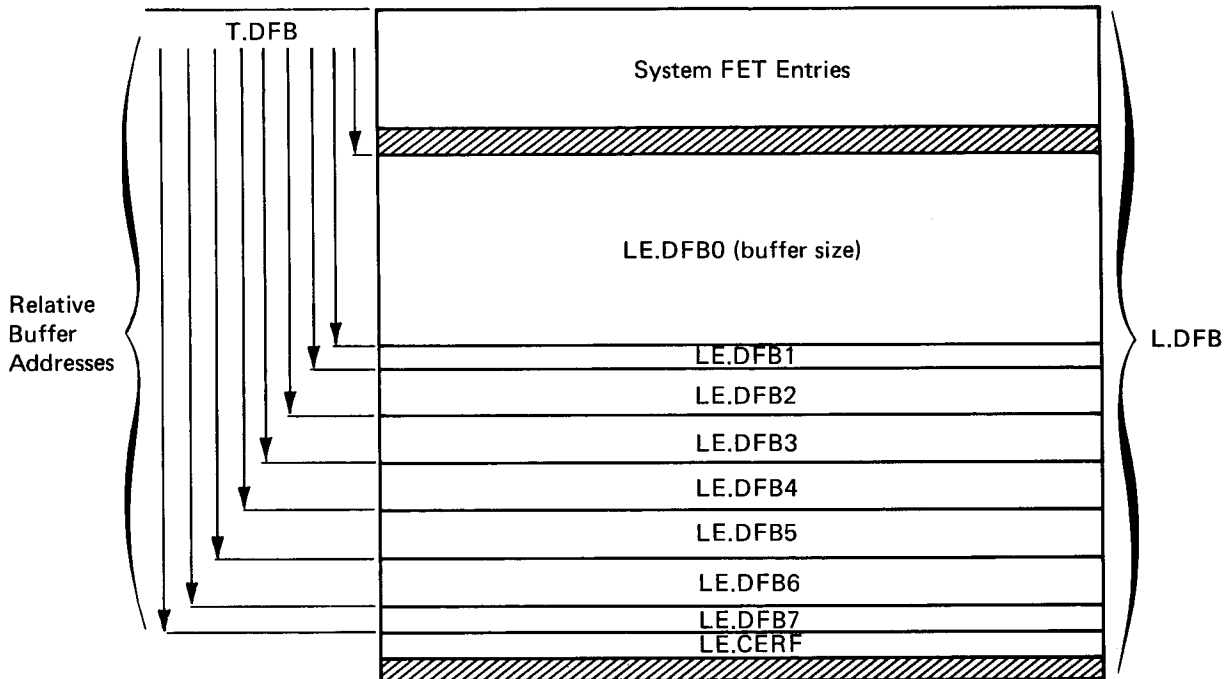 T.DFB
System FET Entries
LE.DFB0 (buffer size)
Relative
Buffer
Addresses
L.DFB
LE.DFB1
LE.DFB2
LE.DFB3
LE.DFB4
LE.DFB5
LE.DFB6
LE.DFB7
LE.CERF